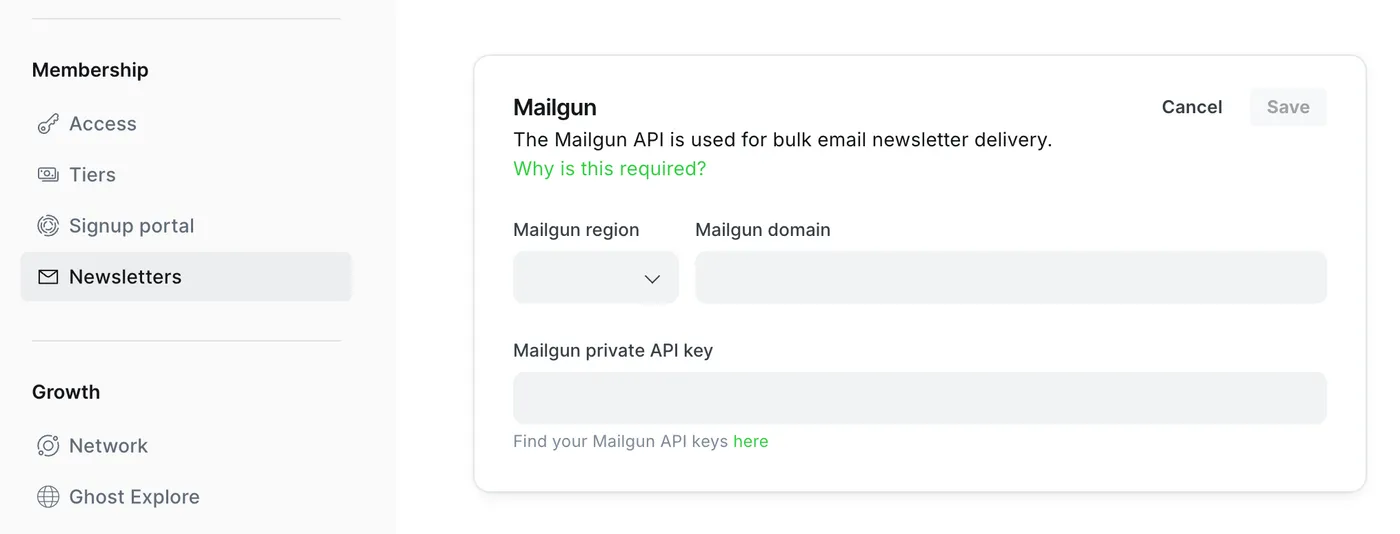 Membership
Access
Tiers
Signup portal
Newsletters
Growth
Network
Ghost Explore
Mailgun
Cancel
Save
The Mailgun API is used for bulk email newsletter delivery.
Why is this required?
Mailgun region
Mailgun domain
Mailgun private API key
Find your Mailgun API keys here